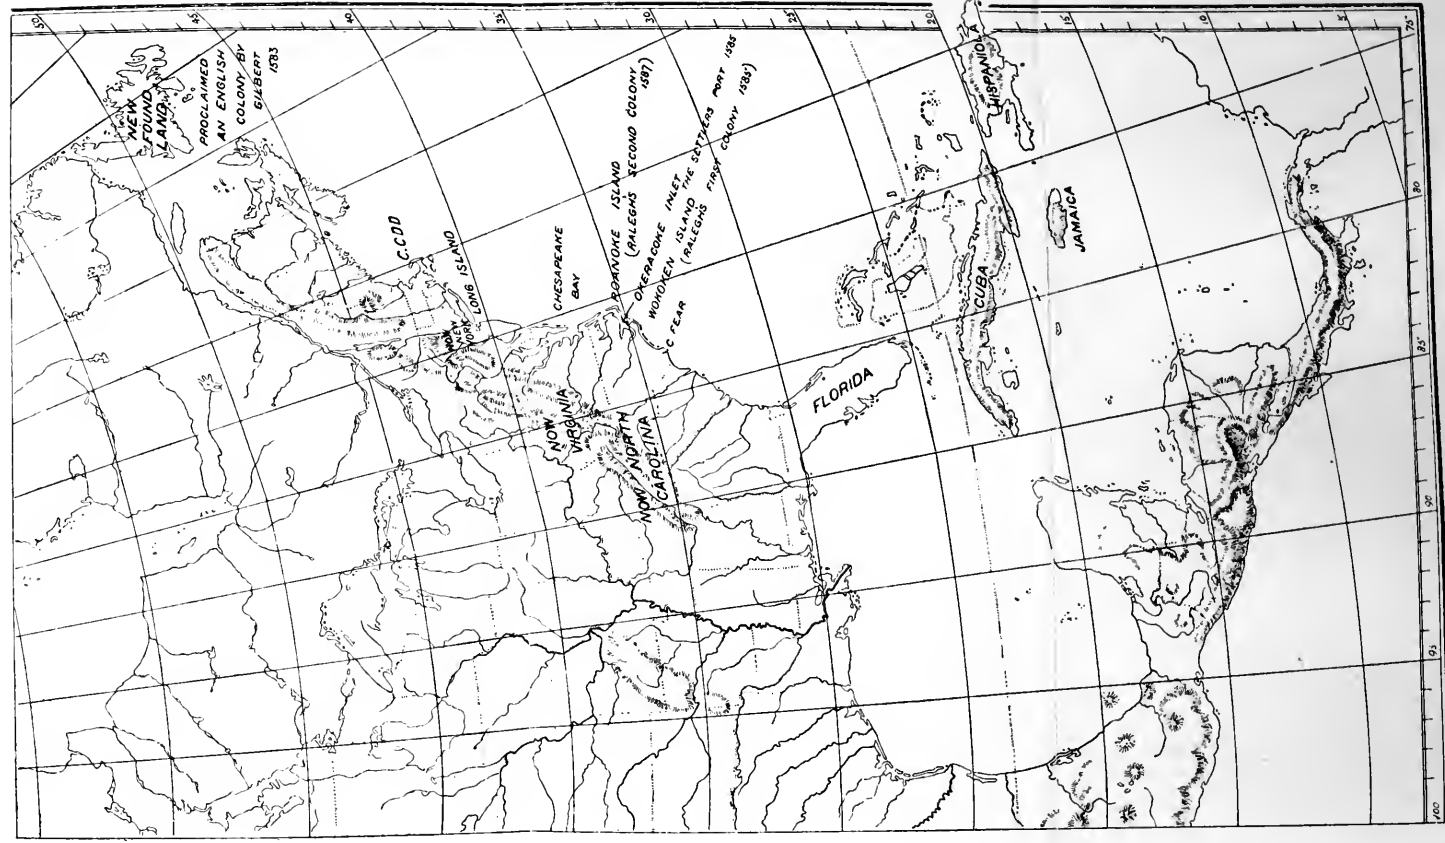 50
45
40
35
30
25
20
15
10
5
75
80
85
90
95
100
NEW
FOUND
LAND
PROCLAIMED
AN ENGLISH
COLONY BY
GILBERT
1583
C.COD
LONG ISLAND
NOW
NEW
YORK
CHESAPEAKE
BAY
ROANOKE ISLAND
(RALEGHS SECOND COLONY
1587)
OKERACOKE INLET
WOKOKEN ISLAND THE SETTLERS PORT 1585
(RALEGHS FIRST COLONY 1585)
C FEAR
NOW
VIRGINIA
NOW NORTH
CAROLINA
FLORIDA
CUBA
HISPANIOLA
JAMAICA